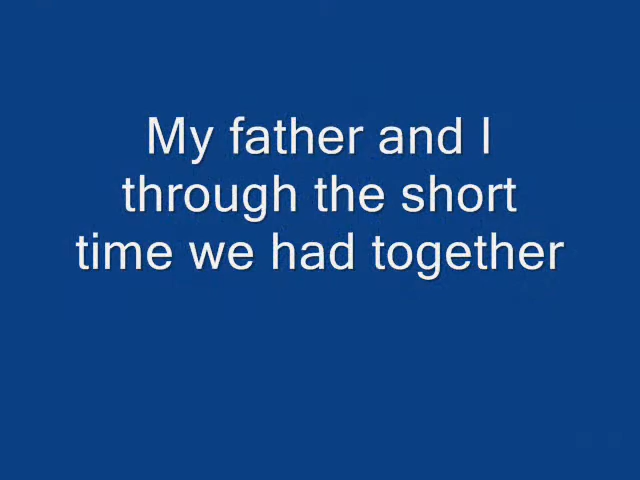 My father and I
through the short
time we had together